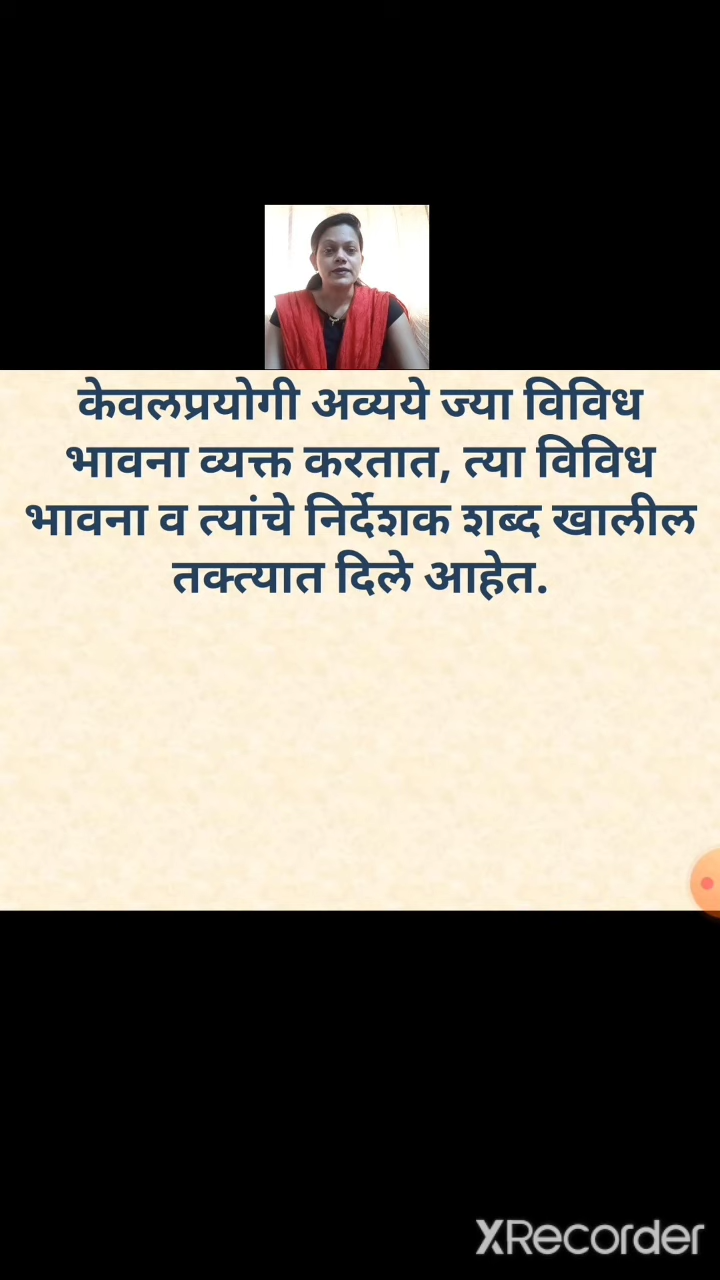 केवलप्रयोगी अव्यये ज्या विविध
भावना व्यक्त करतात, त्या विविध
भावना व त्यांचे निर्देशक शब्द खालील
तक्त्यात दिले आहेत.
XRecorder